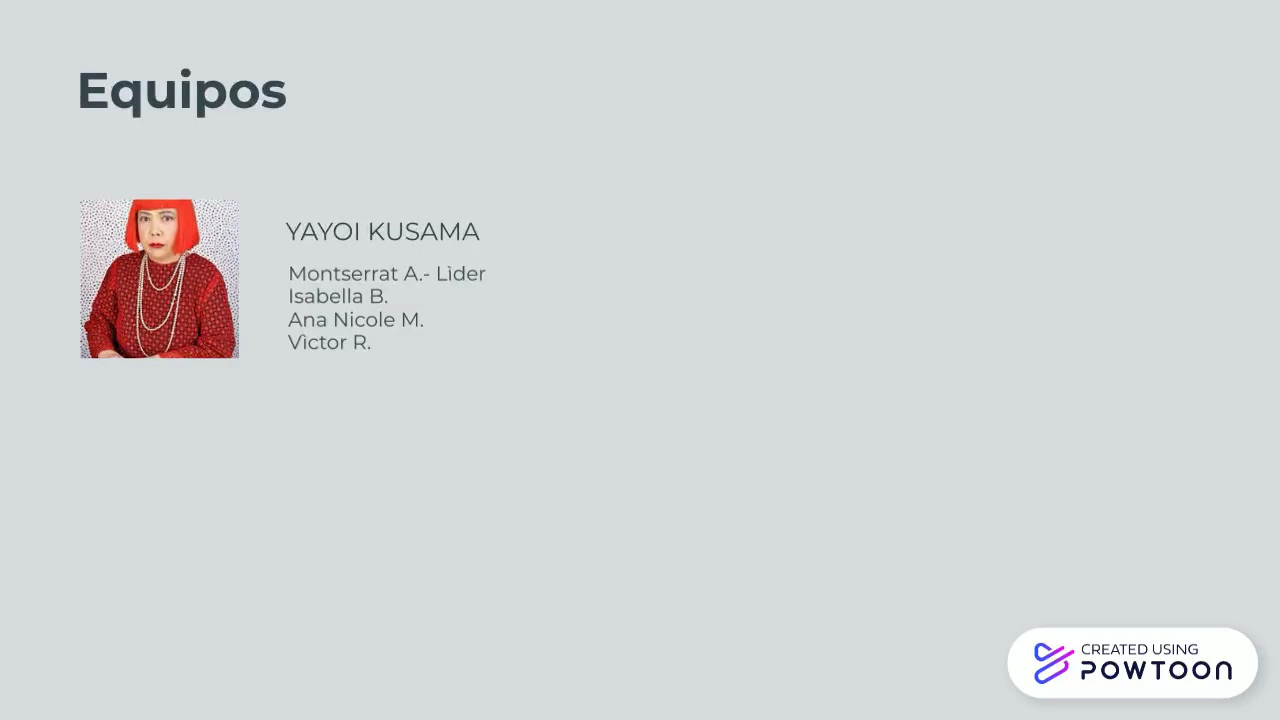 Equipos
YAYOI KUSAMA
Montserrat A.- Lìder
Isabella B.
Ana Nicole M.
Vìctor R.
CREATED USING
POWTOON